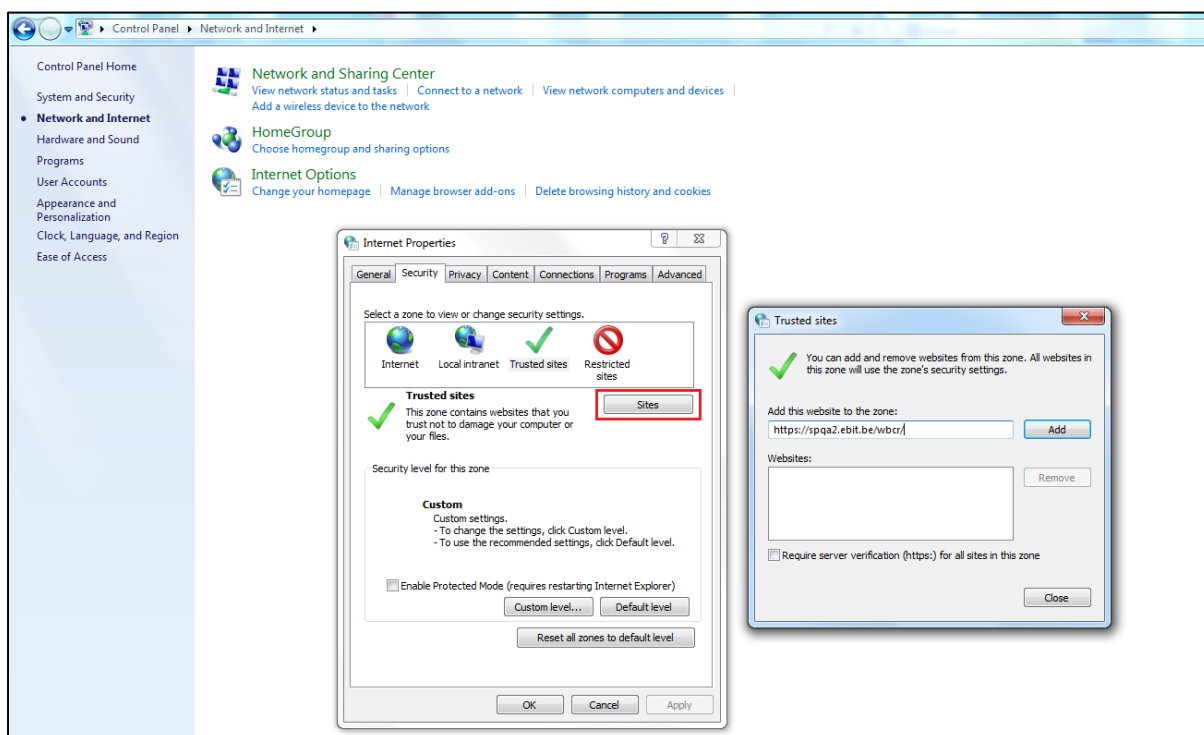 Control Panel Network and Internet
Control Panel Home
System and Security
Network and Internet
Hardware and Sound
Programs
User Accounts
Appearance and
Personalization
Clock, Language, and Region
Ease of Access
Network and Sharing Center
View network status and tasks Connect to a network View network computers and devices
Add a wireless device to the network
HomeGroup
Choose homegroup and sharing options
Internet Options
Change your homepage Manage browser add-ons Delete browsing history and cookies
Internet Properties
General Security Privacy Content Connections Programs Advanced
Select a zone to view or change security settings.
Internet Local intranet Trusted sites Restricted
sites
Trusted sites
Sites
This zone contains websites that you
trust not to damage your computer or
your files.
Security level for this zone
Custom
Custom settings.
- To change the settings, click Custom level.
- To use the recommended settings, click Default level.
Enable Protected Mode (requires restarting Internet Explorer)
Custom level... Default level
Reset all zones to default level
OK Cancel Apply
Trusted sites
You can add and remove websites from this zone. All websites in
this zone will use the zone's security settings.
Add this website to the zone:
https://spqa2.ebit.be/wbcr/ Add
Websites:
Remove
Require server verification (https:) for all sites in this zone
Close